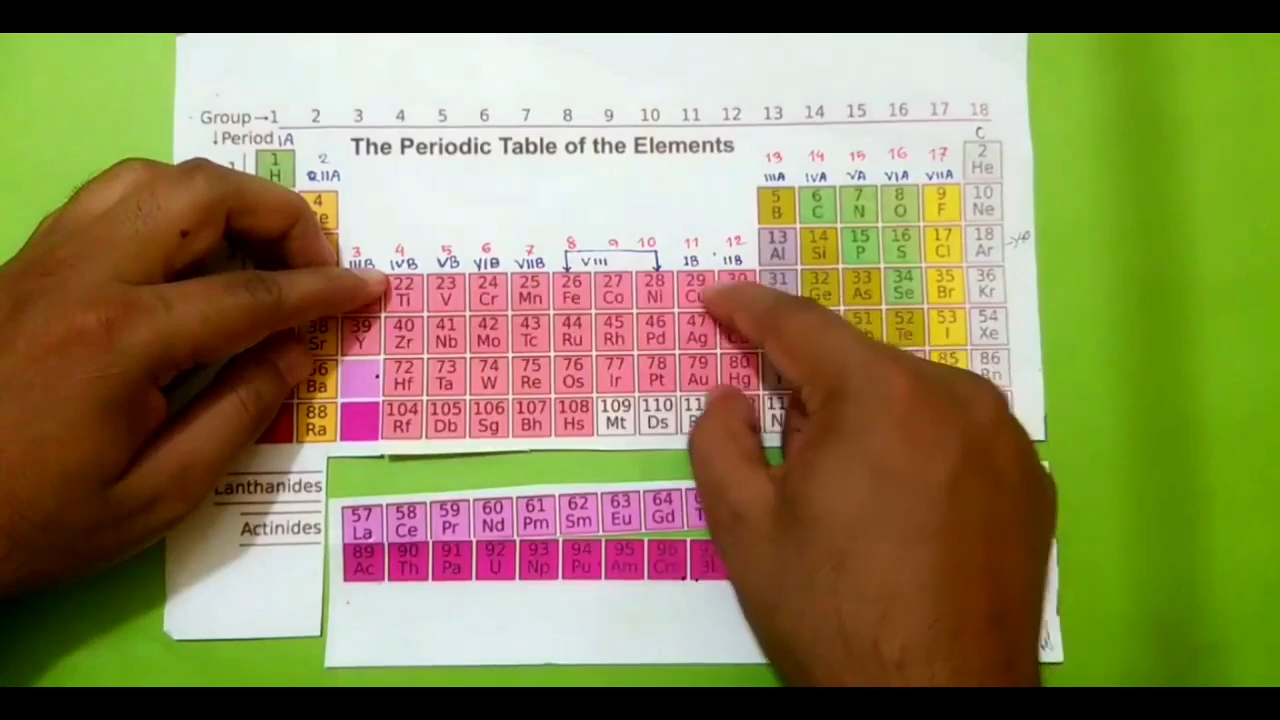 Group→1 2 3 4 5 6 7 8 9 10 11 12 13 14 15 16 17 18
↓Period IA
The Periodic Table of the Elements
1 2 13 14 15 16 17 2
H IIA IIIA IVA VA VIA VIIA He
4 5 6 7 8 9 10
B C N O F Ne
3 4 5 6 7 8 9 10 11 12 13 14 15 16 17 18
IIIB IVB VB VIB VIIB VIII IB IIB Al Si P S Cl Ar
22 23 24 25 26 27 28 29 30 31 32 33 34 35 36
Ti V Cr Mn Fe Co Ni Ge As Se Br Kr
38 39 40 41 42 43 44 45 46 47 51 52 53 54
Sr Y Zr Nb Mo Tc Ru Rh Pd Ag Te I Xe
72 73 74 75 76 77 78 79 80 85 86
Ba Hf Ta W Re Os Ir Pt Au Hg Rn
88 104 105 106 107 108 109 110
Ra Rf Db Sg Bh Hs Mt Ds
Lanthanides
57 58 59 60 61 62 63 64
La Ce Pr Nd Pm Sm Eu Gd
Actinides
89 90 91 92 93 94 95 96
Ac Th Pa U Np Pu Am Cm